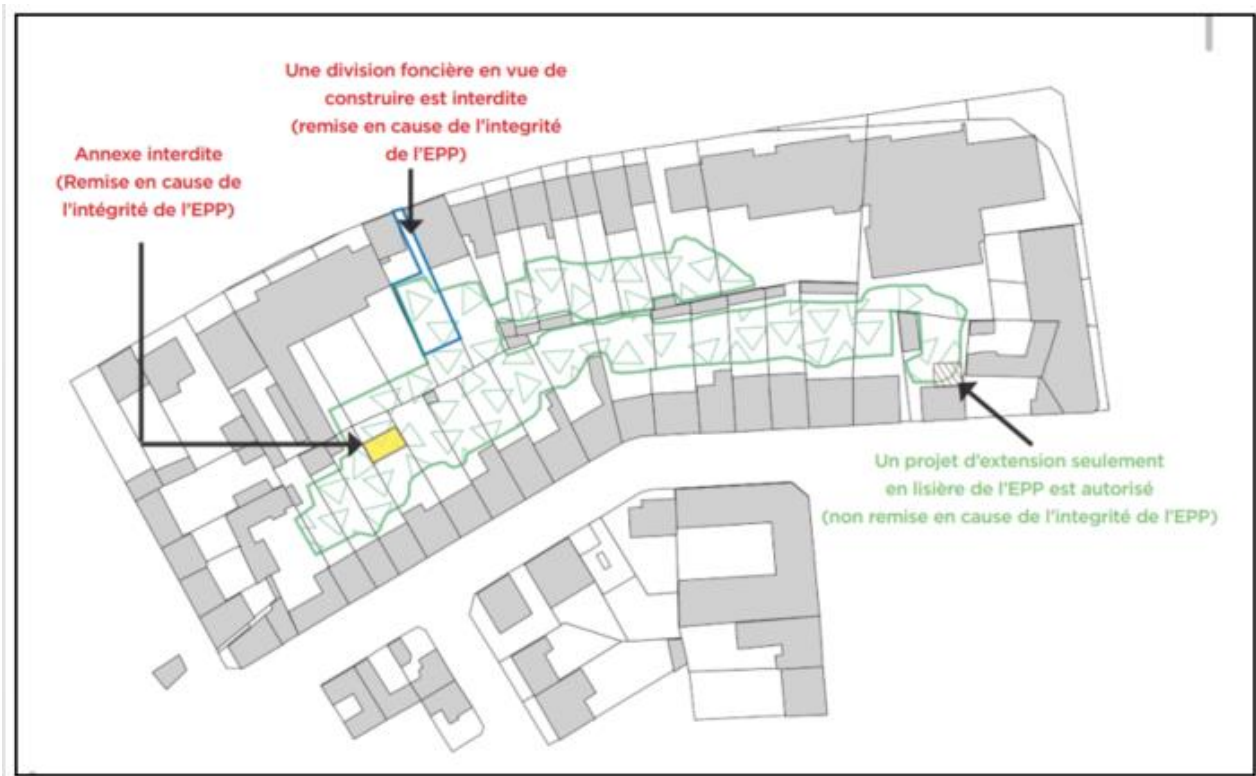 Une division foncière en vue de
construire est interdite
(remise en cause de l'integrité
de l'EPP)
Annexe interdite
(Remise en cause de
l'intégrité de l'EPP)
Un projet d'extension seulement
en lisière de l'EPP est autorisé
(non remise en cause de l'integrité de l'EPP)